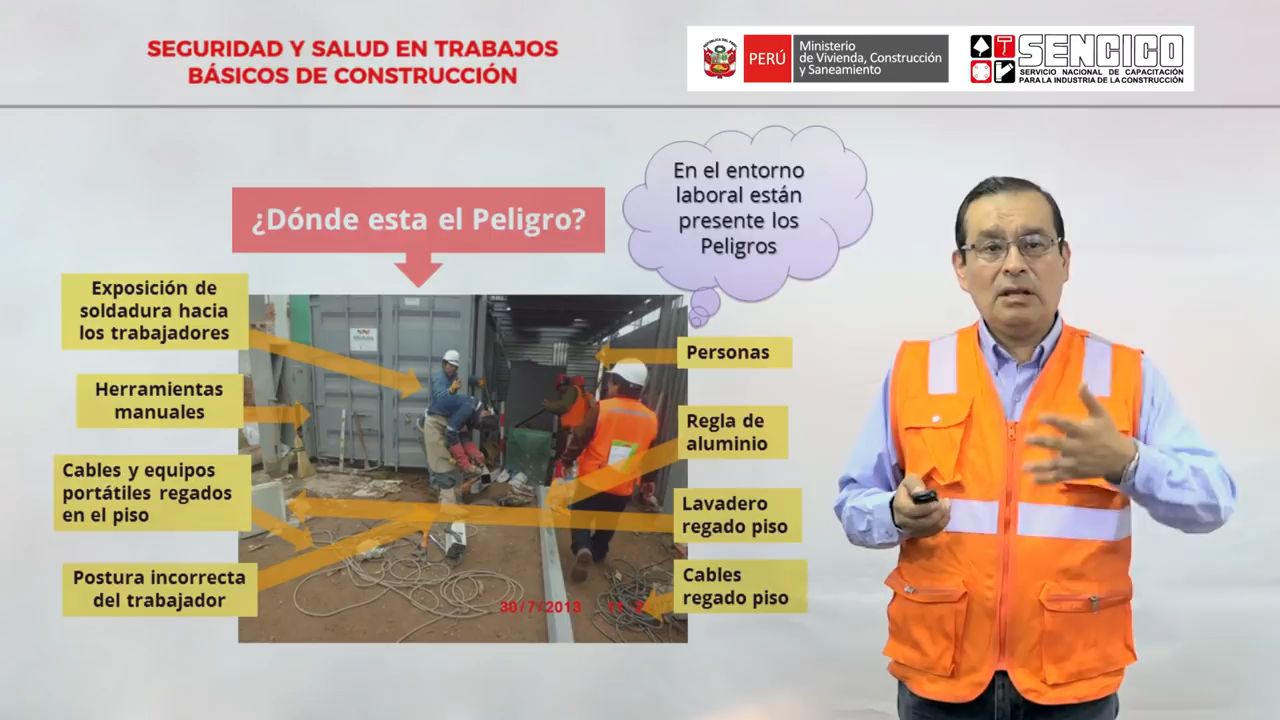 SEGURIDAD Y SALUD EN TRABAJOS
BÁSICOS DE CONSTRUCCIÓN
PERÚ
Ministerio
de Vivienda, Construcción
y Saneamiento
SENCICO
SERVICIO NACIONAL DE CAPACITACIÓN
PARA LA INDUSTRIA DE LA CONSTRUCCIÓN
En el entorno
laboral están
presente los
Peligros
¿Dónde esta el Peligro?
Exposición de
soldadura hacia
los trabajadores
Herramientas
manuales
Cables y equipos
portátiles regados
en el piso
Postura incorrecta
del trabajador
Personas
Regla de
aluminio
Lavadero
regado piso
Cables
regado piso
30/7/2013